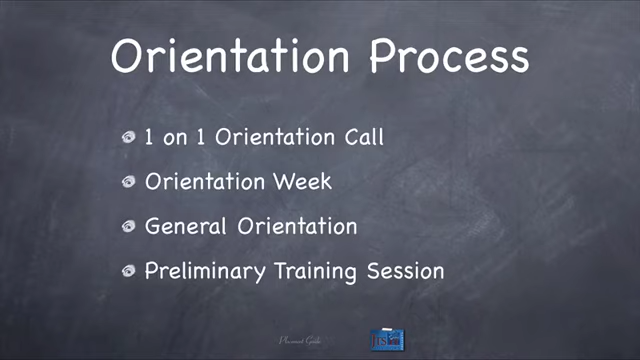 Orientation Process
1 on 1 Orientation Call
Orientation Week
General Orientation
Preliminary Training Session